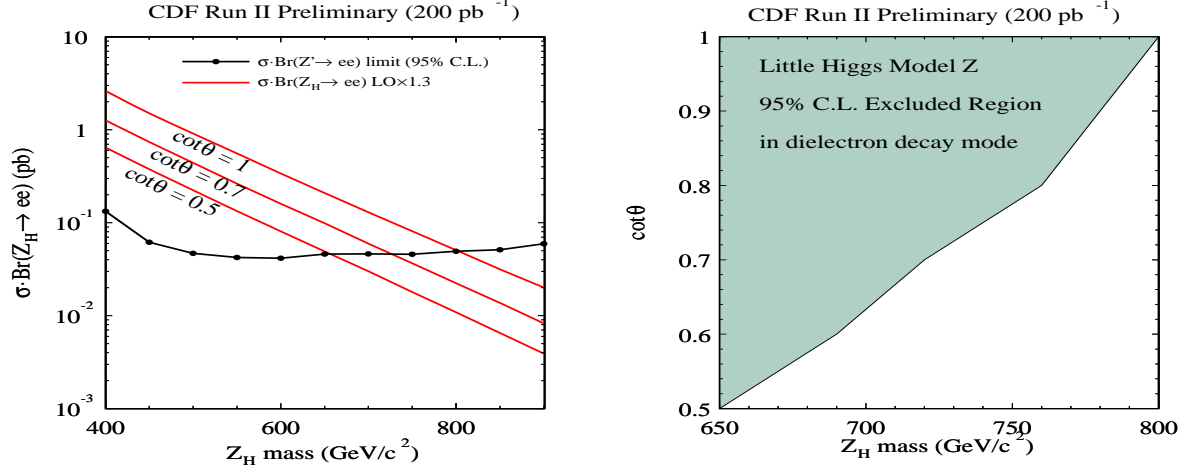 CDF Run II Preliminary (200 pb⁻¹)
σ·Br(Z'→ ee) limit (95% C.L.)
σ·Br(Z_H→ ee) LO×1.3
cotθ = 1
cotθ = 0.7
cotθ = 0.5
σ·Br(Z_H→ ee) (pb)
10
1
10⁻¹
10⁻²
10⁻³
400
600
800
Z_H mass (GeV/c²)
CDF Run II Preliminary (200 pb⁻¹)
Little Higgs Model Z
95% C.L. Excluded Region
in dielectron decay mode
cotθ
1
0.9
0.8
0.7
0.6
0.5
650
700
750
800
Z_H mass (GeV/c²)